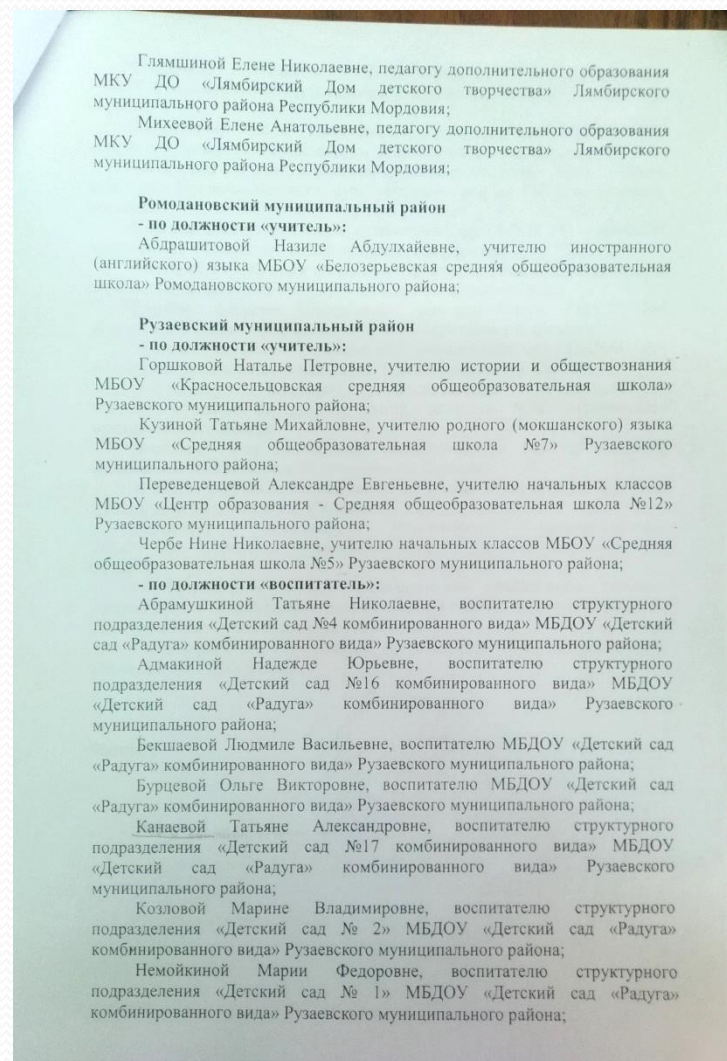 Глямшиной Елене Николаевне, педагогу дополнительного образования
МКУ ДО «Лямбирский Дом детского творчества» Лямбирского
муниципального района Республики Мордовия;
Михеевой Елене Анатольевне, педагогу дополнительного образования
МКУ ДО «Лямбирский Дом детского творчества» Лямбирского
муниципального района Республики Мордовия;
Ромодановский муниципальный район
- по должности «учитель»:
Абдрашитовой Назиле Абдулхайевне, учителю иностранного
(английского) языка МБОУ «Белозерьевская средняя общеобразовательная
школа» Ромодановского муниципального района;
Рузаевский муниципальный район
- по должности «учитель»:
Горшковой Наталье Петровне, учителю истории и обществознания
МБОУ «Красносельцовская средняя общеобразовательная школа»
Рузаевского муниципального района;
Кузиной Татьяне Михайловне, учителю родного (мокшанского) языка
МБОУ «Средняя общеобразовательная школа №7» Рузаевского
муниципального района;
Переведенцевой Александре Евгеньевне, учителю начальных классов
МБОУ «Центр образования - Средняя общеобразовательная школа №12»
Рузаевского муниципального района;
Чербе Нине Николаевне, учителю начальных классов МБОУ «Средняя
общеобразовательная школа №5» Рузаевского муниципального района;
- по должности «воспитатель»:
Абрамушкиной Татьяне Николаевне, воспитателю структурного
подразделения «Детский сад №4 комбинированного вида» МБДОУ «Детский
сад «Радуга» комбинированного вида» Рузаевского муниципального района;
Адмакиной Надежде Юрьевне, воспитателю структурного
подразделения «Детский сад №16 комбинированного вида» МБДОУ
«Детский сад «Радуга» комбинированного вида» Рузаевского
муниципального района;
Бекшаевой Людмиле Васильевне, воспитателю МБДОУ «Детский сад
«Радуга» комбинированного вида» Рузаевского муниципального района;
Бурцевой Ольге Викторовне, воспитателю МБДОУ «Детский сад
«Радуга» комбинированного вида» Рузаевского муниципального района;
Канаевой Татьяне Александровне, воспитателю структурного
подразделения «Детский сад №17 комбинированного вида» МБДОУ
«Детский сад «Радуга» комбинированного вида» Рузаевского
муниципального района;
Козловой Марине Владимировне, воспитателю структурного
подразделения «Детский сад № 2» МБДОУ «Детский сад «Радуга»
комбинированного вида» Рузаевского муниципального района;
Немойкиной Марии Федоровне, воспитателю структурного
подразделения «Детский сад № 1» МБДОУ «Детский сад «Радуга»
комбинированного вида» Рузаевского муниципального района;